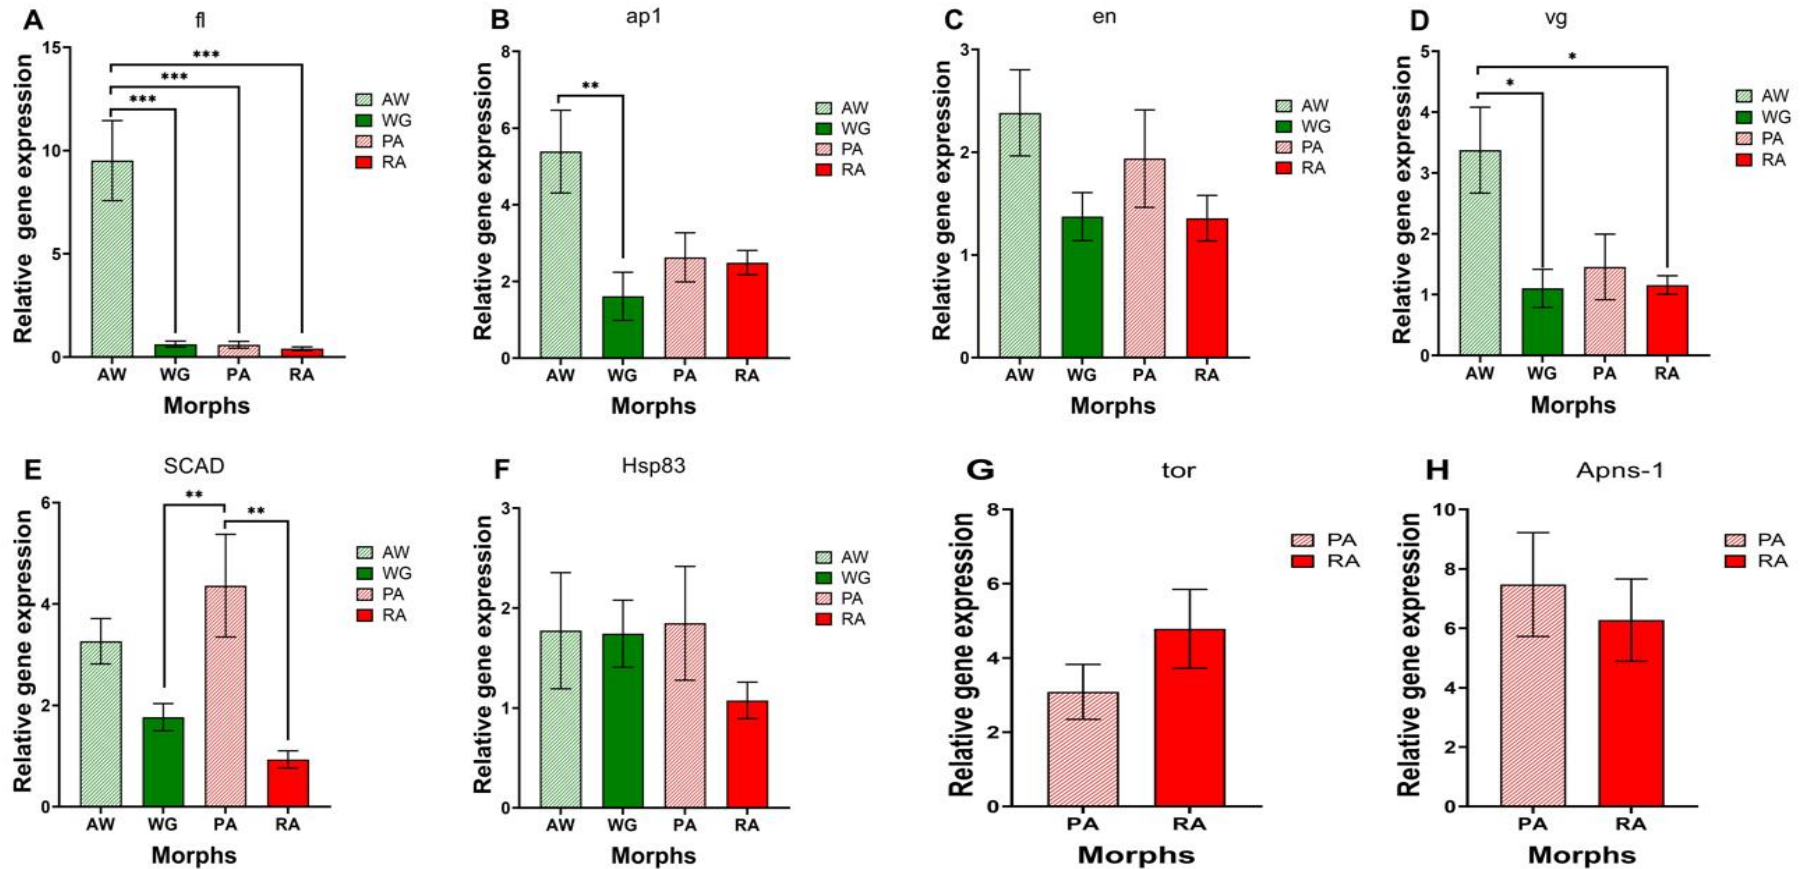 A
fl
Relative gene expression
15
10
5
0
***
***
***
AW
WG
PA
RA
AW
WG
PA
RA
Morphs
B
ap1
Relative gene expression
8
6
4
2
0
**
AW
WG
PA
RA
AW
WG
PA
RA
Morphs
C
en
Relative gene expression
3
2
1
0
AW
WG
PA
RA
AW
WG
PA
RA
Morphs
D
vg
Relative gene expression
5
4
3
2
1
0
*
*
AW
WG
PA
RA
AW
WG
PA
RA
Morphs
E
SCAD
Relative gene expression
6
4
2
0
**
**
AW
WG
PA
RA
AW
WG
PA
RA
Morphs
F
Hsp83
Relative gene expression
3
2
1
0
AW
WG
PA
RA
AW
WG
PA
RA
Morphs
G
tor
Relative gene expression
8
6
4
2
0
PA
RA
PA
RA
Morphs
H
Apns-1
Relative gene expression
10
8
6
4
2
0
PA
RA
PA
RA
Morphs